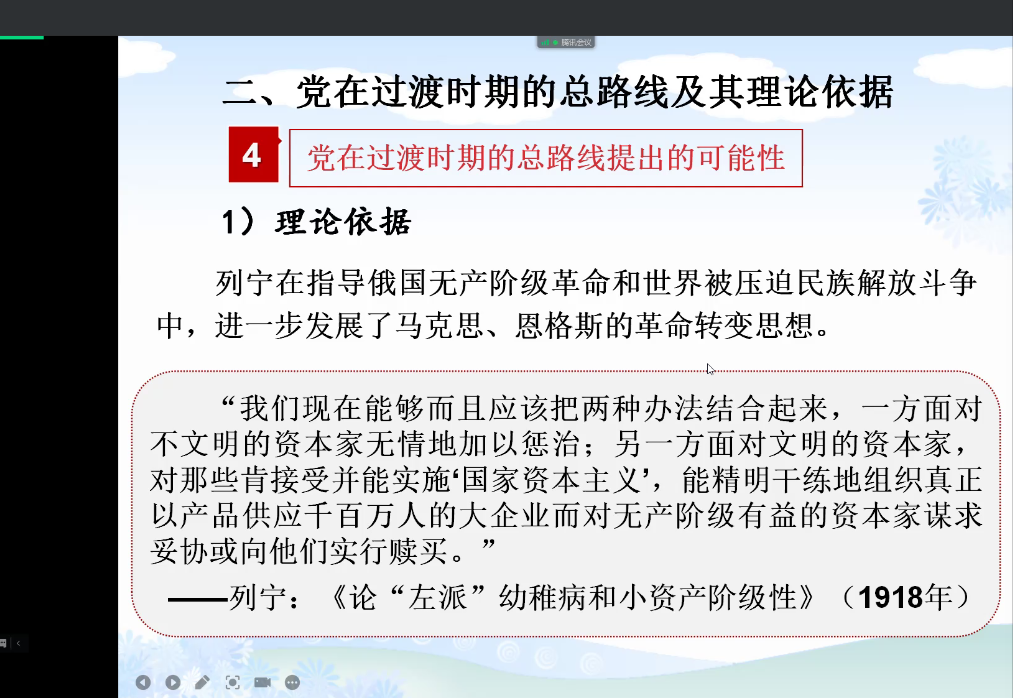 腾讯会议
二、党在过渡时期的总路线及其理论依据
4
党在过渡时期的总路线提出的可能性
1）理论依据
列宁在指导俄国无产阶级革命和世界被压迫民族解放斗争
中，进一步发展了马克思、恩格斯的革命转变思想。
“我们现在能够而且应该把两种办法结合起来，一方面对
不文明的资本家无情地加以惩治；另一方面对文明的资本家，
对那些肯接受并能实施‘国家资本主义’，能精明干练地组织真正
以产品供应千百万人的大企业而对无产阶级有益的资本家谋求
妥协或向他们实行赎买。”
——列宁：《论“左派”幼稚病和小资产阶级性》（1918年）